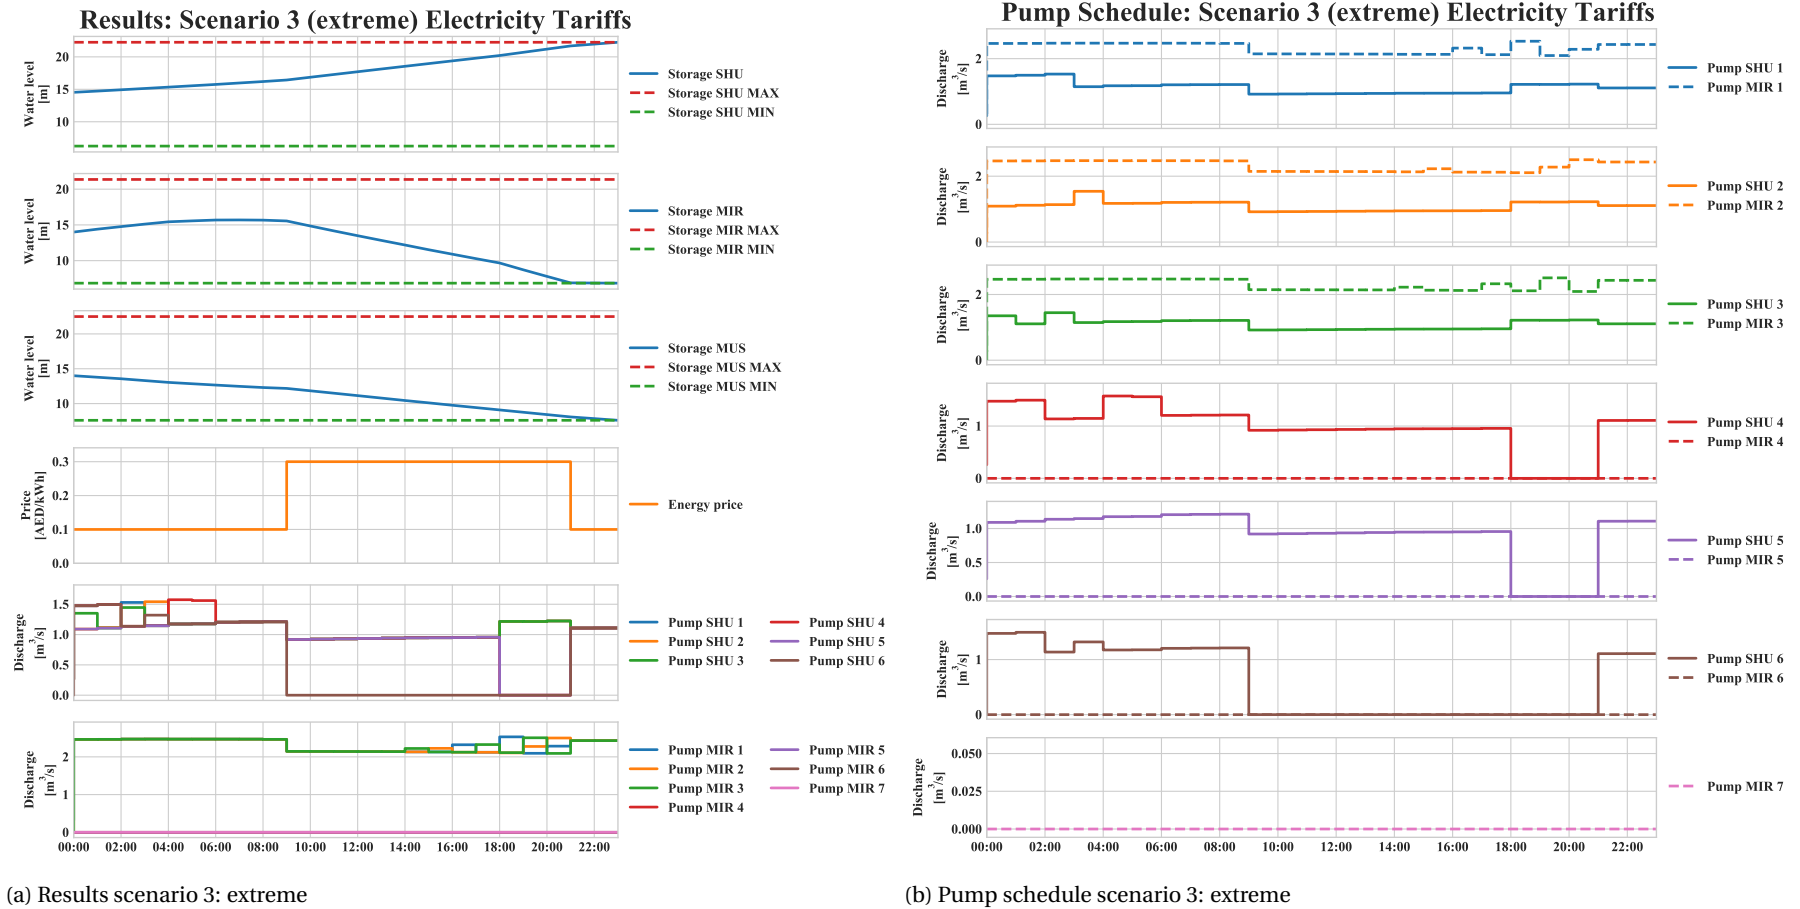 Results: Scenario 3 (extreme) Electricity Tariffs
Water level
[m]
20
15
10
Storage SHU
Storage SHU MAX
Storage SHU MIN
Water level
[m]
20
15
10
Storage MIR
Storage MIR MAX
Storage MIR MIN
Water level
[m]
20
15
10
Storage MUS
Storage MUS MAX
Storage MUS MIN
Price
[AED/kWh]
0.3
0.2
0.1
0.0
Energy price
Discharge
[m³/s]
1.5
1.0
0.5
0.0
Pump SHU 1
Pump SHU 2
Pump SHU 3
Pump SHU 4
Pump SHU 5
Pump SHU 6
Discharge
[m³/s]
2
1
0
Pump MIR 1
Pump MIR 2
Pump MIR 3
Pump MIR 4
Pump MIR 5
Pump MIR 6
Pump MIR 7
00:00 02:00 04:00 06:00 08:00 10:00 12:00 14:00 16:00 18:00 20:00 22:00
(a) Results scenario 3: extreme
Pump Schedule: Scenario 3 (extreme) Electricity Tariffs
Discharge
[m³/s]
2
0
Pump SHU 1
Pump MIR 1
Discharge
[m³/s]
2
0
Pump SHU 2
Pump MIR 2
Discharge
[m³/s]
2
0
Pump SHU 3
Pump MIR 3
Discharge
[m³/s]
1
0
Pump SHU 4
Pump MIR 4
Discharge
[m³/s]
1.0
0.5
0.0
Pump SHU 5
Pump MIR 5
Discharge
[m³/s]
1
0
Pump SHU 6
Pump MIR 6
Discharge
[m³/s]
0.050
0.025
0.000
Pump MIR 7
00:00 02:00 04:00 06:00 08:00 10:00 12:00 14:00 16:00 18:00 20:00 22:00
(b) Pump schedule scenario 3: extreme